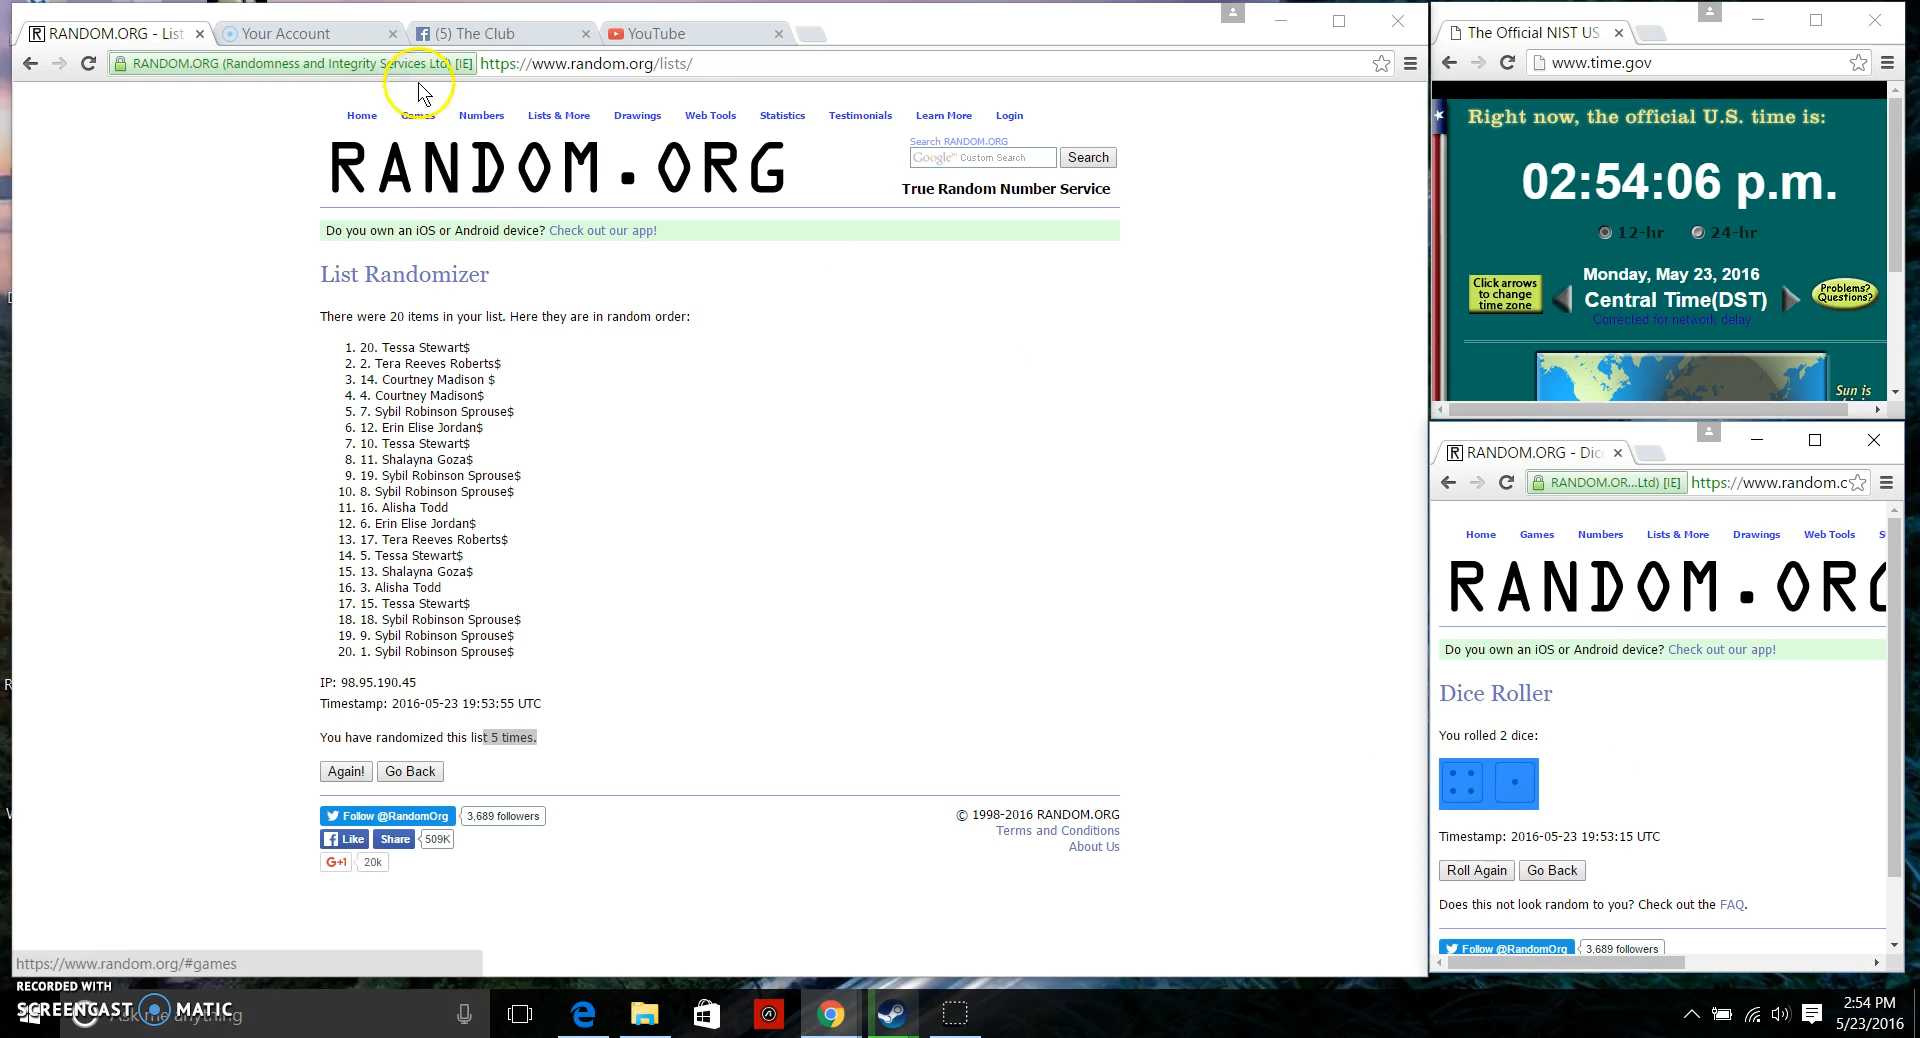 RANDOM.ORG - List
Your Account
(5) The Club
YouTube
RANDOM.ORG (Randomness and Integrity Services Ltd) [IE]
https://www.random.org/lists/
Home Games Numbers Lists & More Drawings Web Tools Statistics Testimonials Learn More Login
RANDOM.ORG
Search RANDOM.ORG
Google™ Custom Search
Search
True Random Number Service
Do you own an iOS or Android device? Check out our app!
List Randomizer
There were 20 items in your list. Here they are in random order:
1. 20. Tessa Stewart$
2. 2. Tera Reeves Roberts$
3. 14. Courtney Madison $
4. 4. Courtney Madison$
5. 7. Sybil Robinson Sprouse$
6. 12. Erin Elise Jordan$
7. 10. Tessa Stewart$
8. 11. Shalayna Goza$
9. 19. Sybil Robinson Sprouse$
10. 8. Sybil Robinson Sprouse$
11. 16. Alisha Todd
12. 6. Erin Elise Jordan$
13. 17. Tera Reeves Roberts$
14. 5. Tessa Stewart$
15. 13. Shalayna Goza$
16. 3. Alisha Todd
17. 15. Tessa Stewart$
18. 18. Sybil Robinson Sprouse$
19. 9. Sybil Robinson Sprouse$
20. 1. Sybil Robinson Sprouse$
IP: 98.95.190.45
Timestamp: 2016-05-23 19:53:55 UTC
You have randomized this list 5 times.
Again! Go Back
Follow @RandomOrg 3,689 followers
Like Share 509K
G+1 20k
© 1998-2016 RANDOM.ORG
Terms and Conditions
About Us
https://www.random.org/#games
The Official NIST US
www.time.gov
Right now, the official U.S. time is:
02:54:06 p.m.
12-hr 24-hr
Click arrows
to change
time zone
Monday, May 23, 2016
Central Time(DST)
Corrected for network delay
Problems?
Questions?
Sun is
RANDOM.ORG - Dic
RANDOM.OR...Ltd) [IE]
https://www.random.c
Home Games Numbers Lists & More Drawings Web Tools S
RANDOM.ORG
Do you own an iOS or Android device? Check out our app!
Dice Roller
You rolled 2 dice:
Timestamp: 2016-05-23 19:53:15 UTC
Roll Again Go Back
Does this not look random to you? Check out the FAQ.
Follow @RandomOrg 3,689 followers
RECORDED WITH
SCREENCAST MATIC
Ask me anything
2:54 PM
5/23/2016